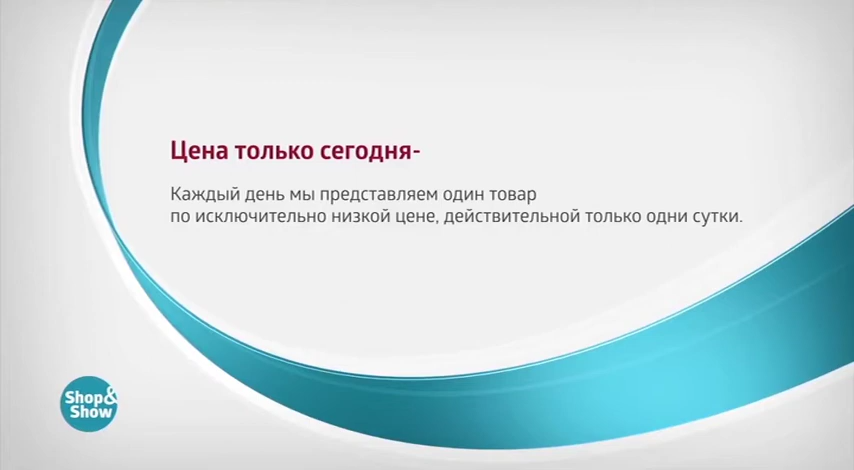 Цена только сегодня-
Каждый день мы представляем один товар
по исключительно низкой цене, действительной только одни сутки.
Shop&
Show